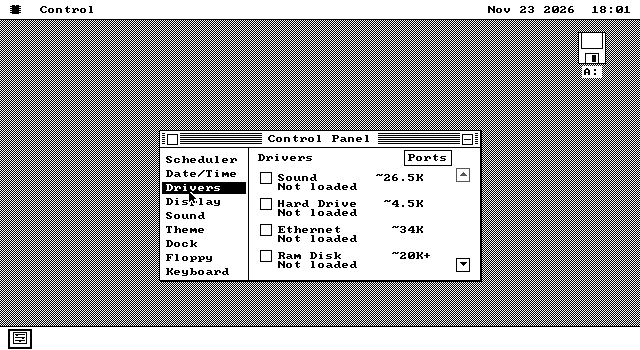 Control Nov 23 2026 18:01
A:
Control Panel
Scheduler
Date/Time
Drivers
Display
Sound
Theme
Dock
Floppy
Keyboard
Drivers Ports
Sound ~26.5K
Not loaded
Hard Drive ~4.5K
Not loaded
Ethernet ~34K
Not loaded
Ram Disk ~20K+
Not loaded